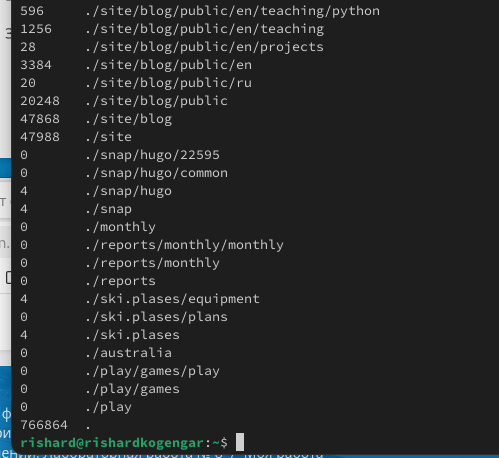 596 ./site/blog/public/en/teaching/python
1256 ./site/blog/public/en/teaching
28 ./site/blog/public/en/projects
3384 ./site/blog/public/en
20 ./site/blog/public/ru
20248 ./site/blog/public
47868 ./site/blog
47988 ./site
0 ./snap/hugo/22595
0 ./snap/hugo/common
4 ./snap/hugo
4 ./snap
0 ./monthly
0 ./reports/monthly/monthly
0 ./reports/monthly
0 ./reports
4 ./ski.plases/equipment
0 ./ski.plases/plans
4 ./ski.plases
0 ./australia
0 ./play/games/play
0 ./play/games
0 ./play
766864 .
rishard@rishardkogengar:~$